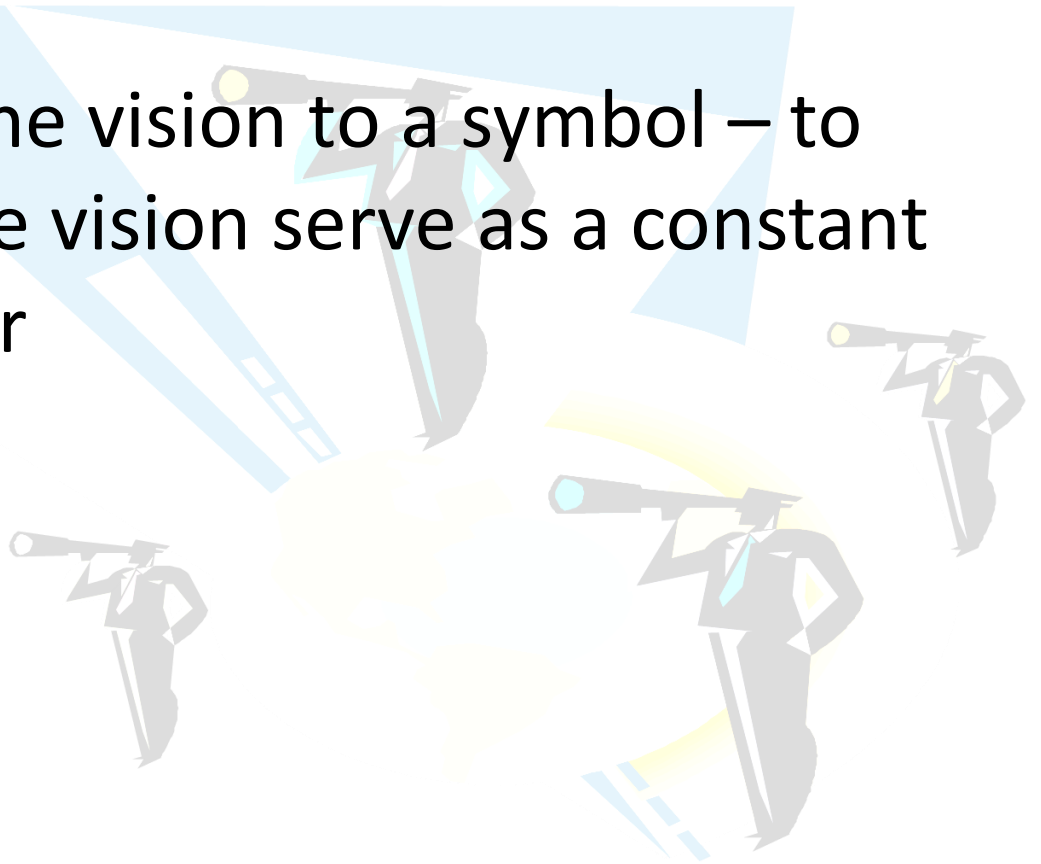 he vision to a symbol – to
e vision serve as a constant
r